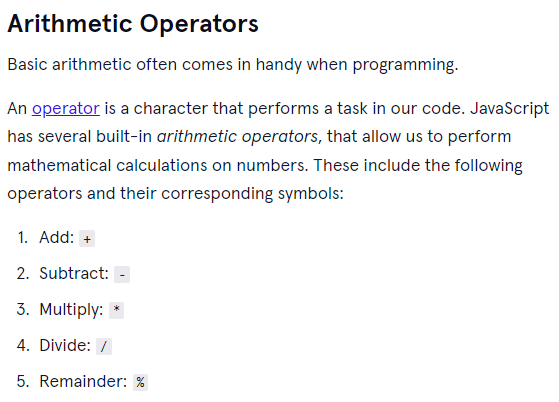 Arithmetic Operators
Basic arithmetic often comes in handy when programming.
An operator is a character that performs a task in our code. JavaScript
has several built-in arithmetic operators, that allow us to perform
mathematical calculations on numbers. These include the following
operators and their corresponding symbols:
1. Add: +
2. Subtract: -
3. Multiply: *
4. Divide: /
5. Remainder: %